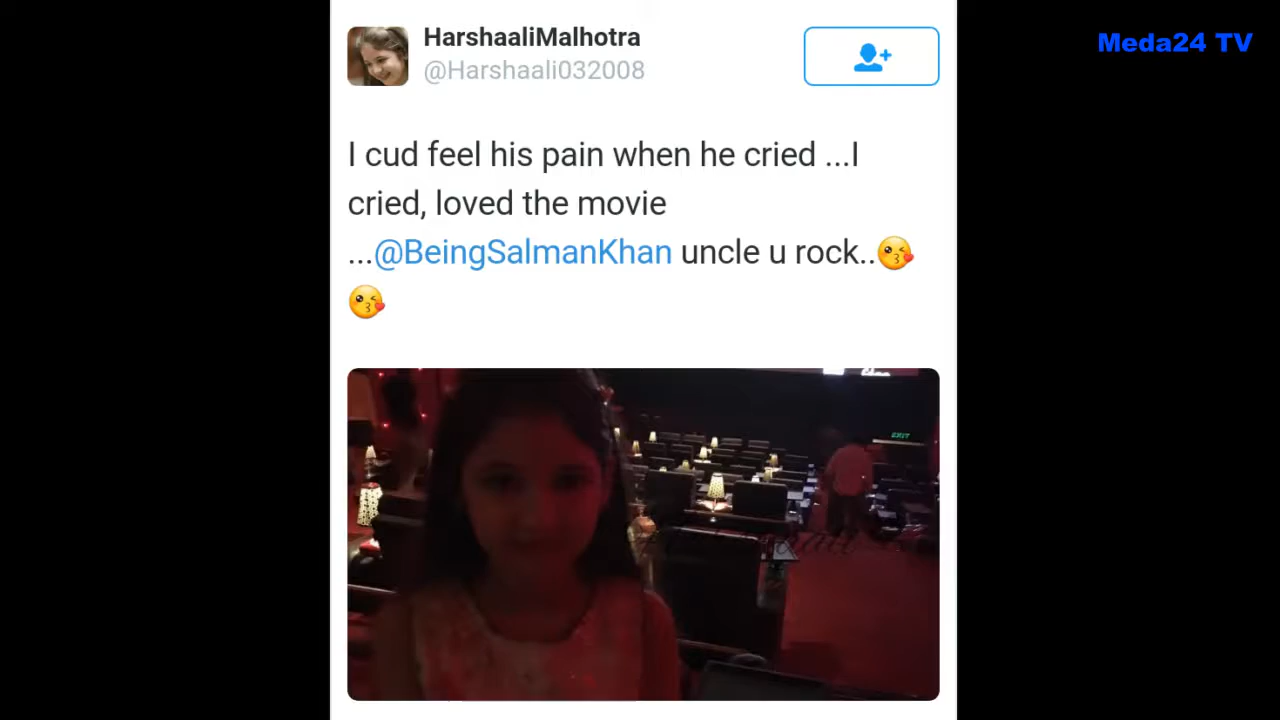 HarshaaliMalhotra
@Harshaali032008
Meda24 TV
I cud feel his pain when he cried ...I
cried, loved the movie
...@BeingSalmanKhan uncle u rock..😘
😘
EXIT